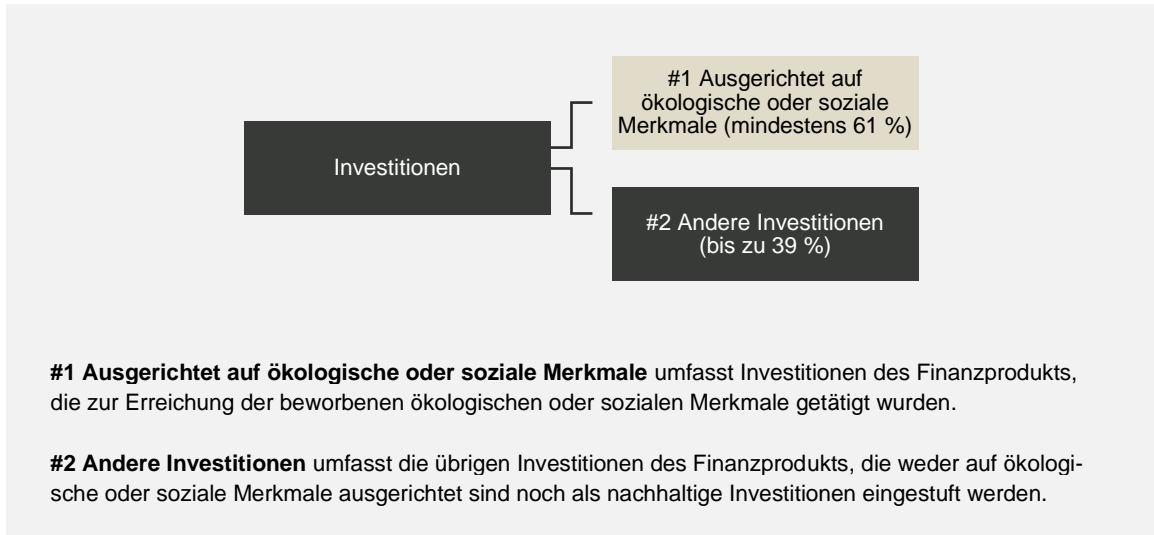 #1 Ausgerichtet auf
ökologische oder soziale
Merkmale (mindestens 61 %)
Investitionen
#2 Andere Investitionen
(bis zu 39 %)
#1 Ausgerichtet auf ökologische oder soziale Merkmale umfasst Investitionen des Finanzprodukts,
die zur Erreichung der beworbenen ökologischen oder sozialen Merkmale getätigt wurden.
#2 Andere Investitionen umfasst die übrigen Investitionen des Finanzprodukts, die weder auf ökologi-
sche oder soziale Merkmale ausgerichtet sind noch als nachhaltige Investitionen eingestuft werden.